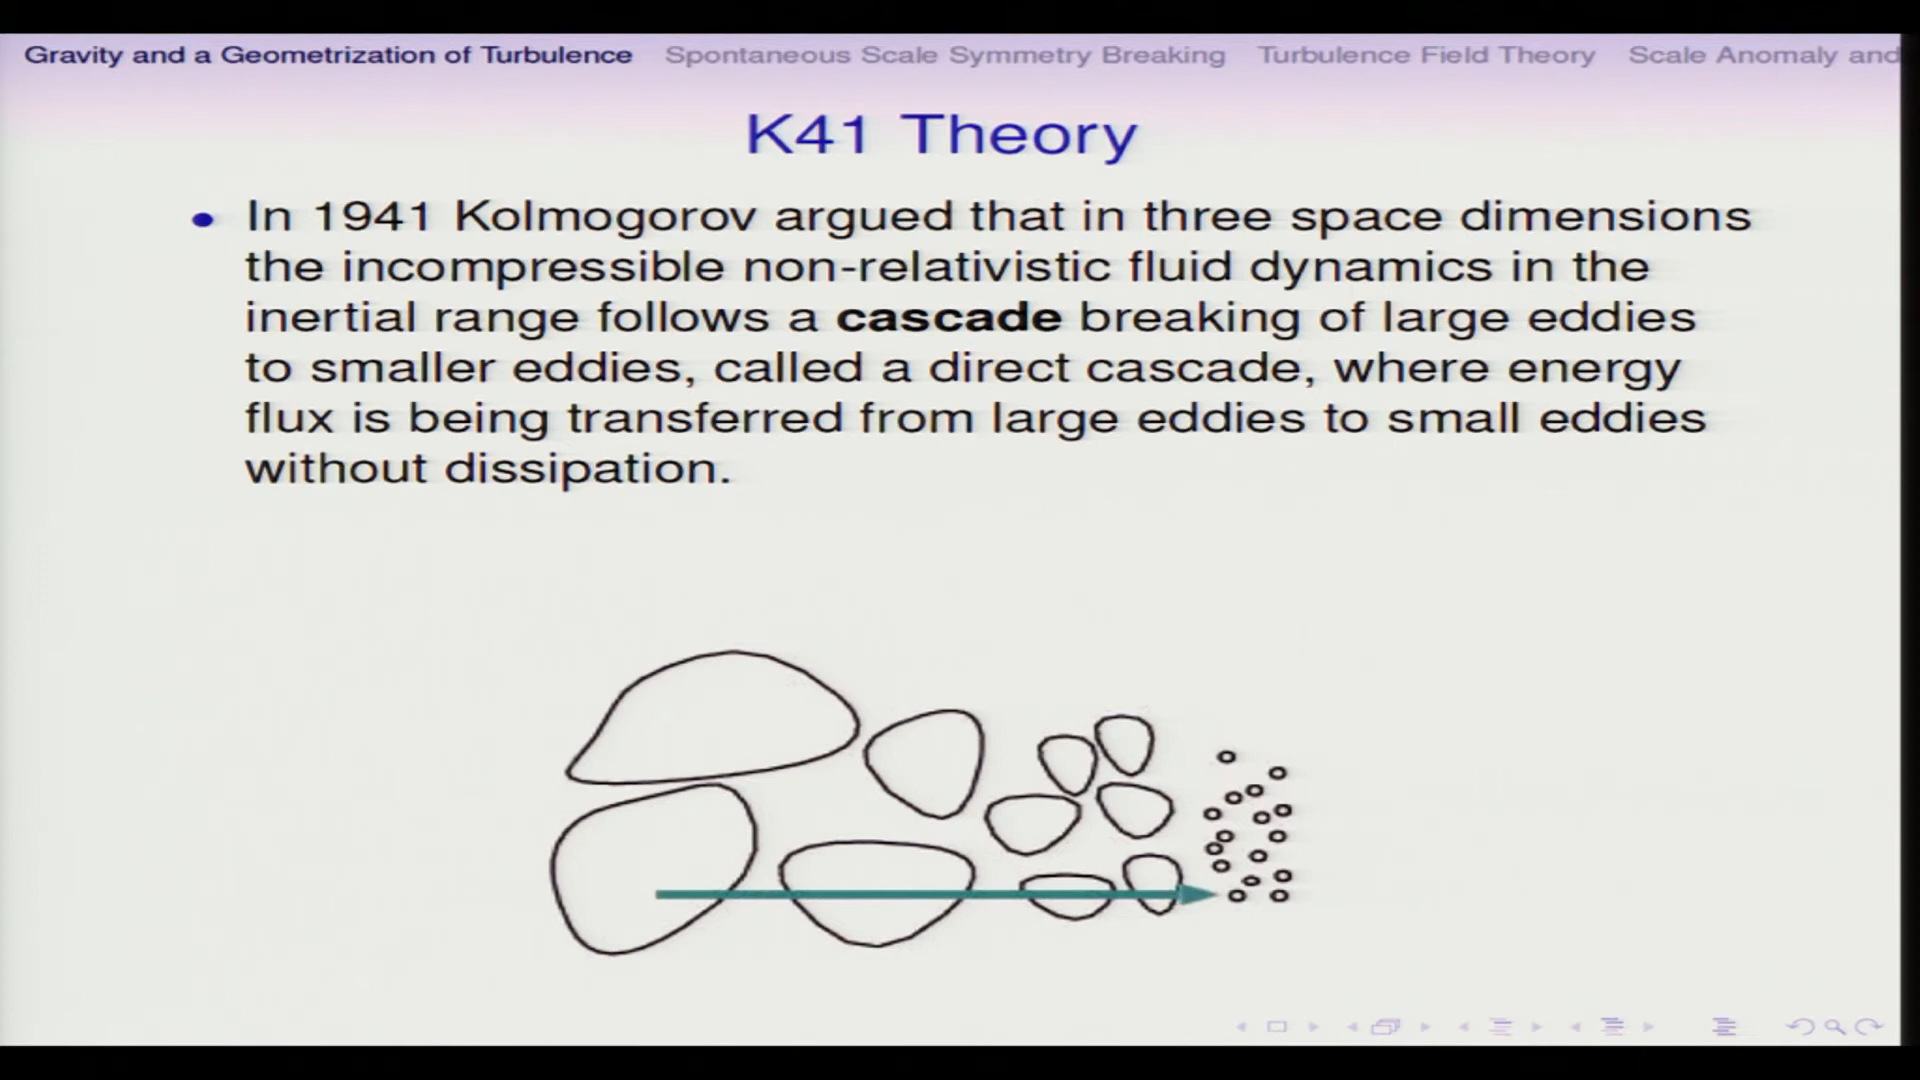 Gravity and a Geometrization of Turbulence Spontaneous Scale Symmetry Breaking Turbulence Field Theory Scale Anomaly and
K41 Theory
• In 1941 Kolmogorov argued that in three space dimensions
the incompressible non-relativistic fluid dynamics in the
inertial range follows a cascade breaking of large eddies
to smaller eddies, called a direct cascade, where energy
flux is being transferred from large eddies to small eddies
without dissipation.